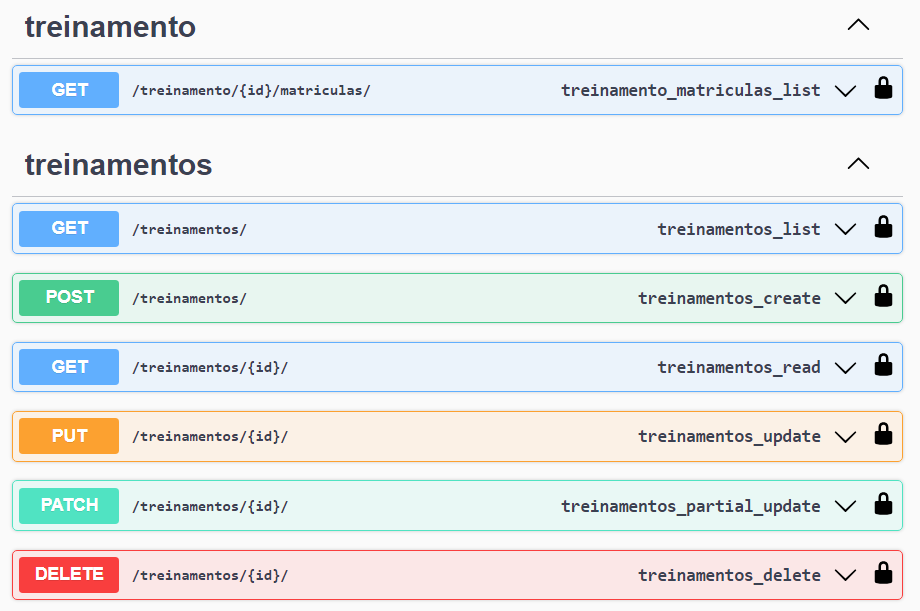 treinamento
GET /treinamento/{id}/matriculas/ treinamento_matriculas_list
treinamentos
GET /treinamentos/ treinamentos_list
POST /treinamentos/ treinamentos_create
GET /treinamentos/{id}/ treinamentos_read
PUT /treinamentos/{id}/ treinamentos_update
PATCH /treinamentos/{id}/ treinamentos_partial_update
DELETE /treinamentos/{id}/ treinamentos_delete